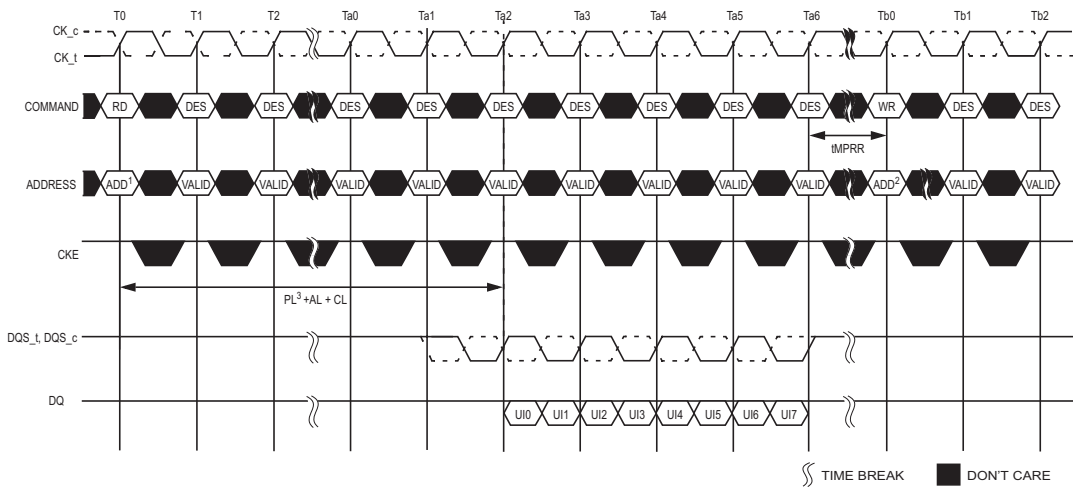 T0 T1 T2 Ta0 Ta1 Ta2 Ta3 Ta4 Ta5 Ta6 Tb0 Tb1 Tb2
CK_c
CK_t
COMMAND RD DES DES DES DES DES DES DES DES DES WR DES DES
tMPRR
ADDRESS ADD¹ VALID VALID VALID VALID VALID VALID VALID VALID VALID ADD² VALID VALID
CKE
PL³ +AL + CL
DQS_t, DQS_c
DQ UI0 UI1 UI2 UI3 UI4 UI5 UI6 UI7
TIME BREAK DON'T CARE